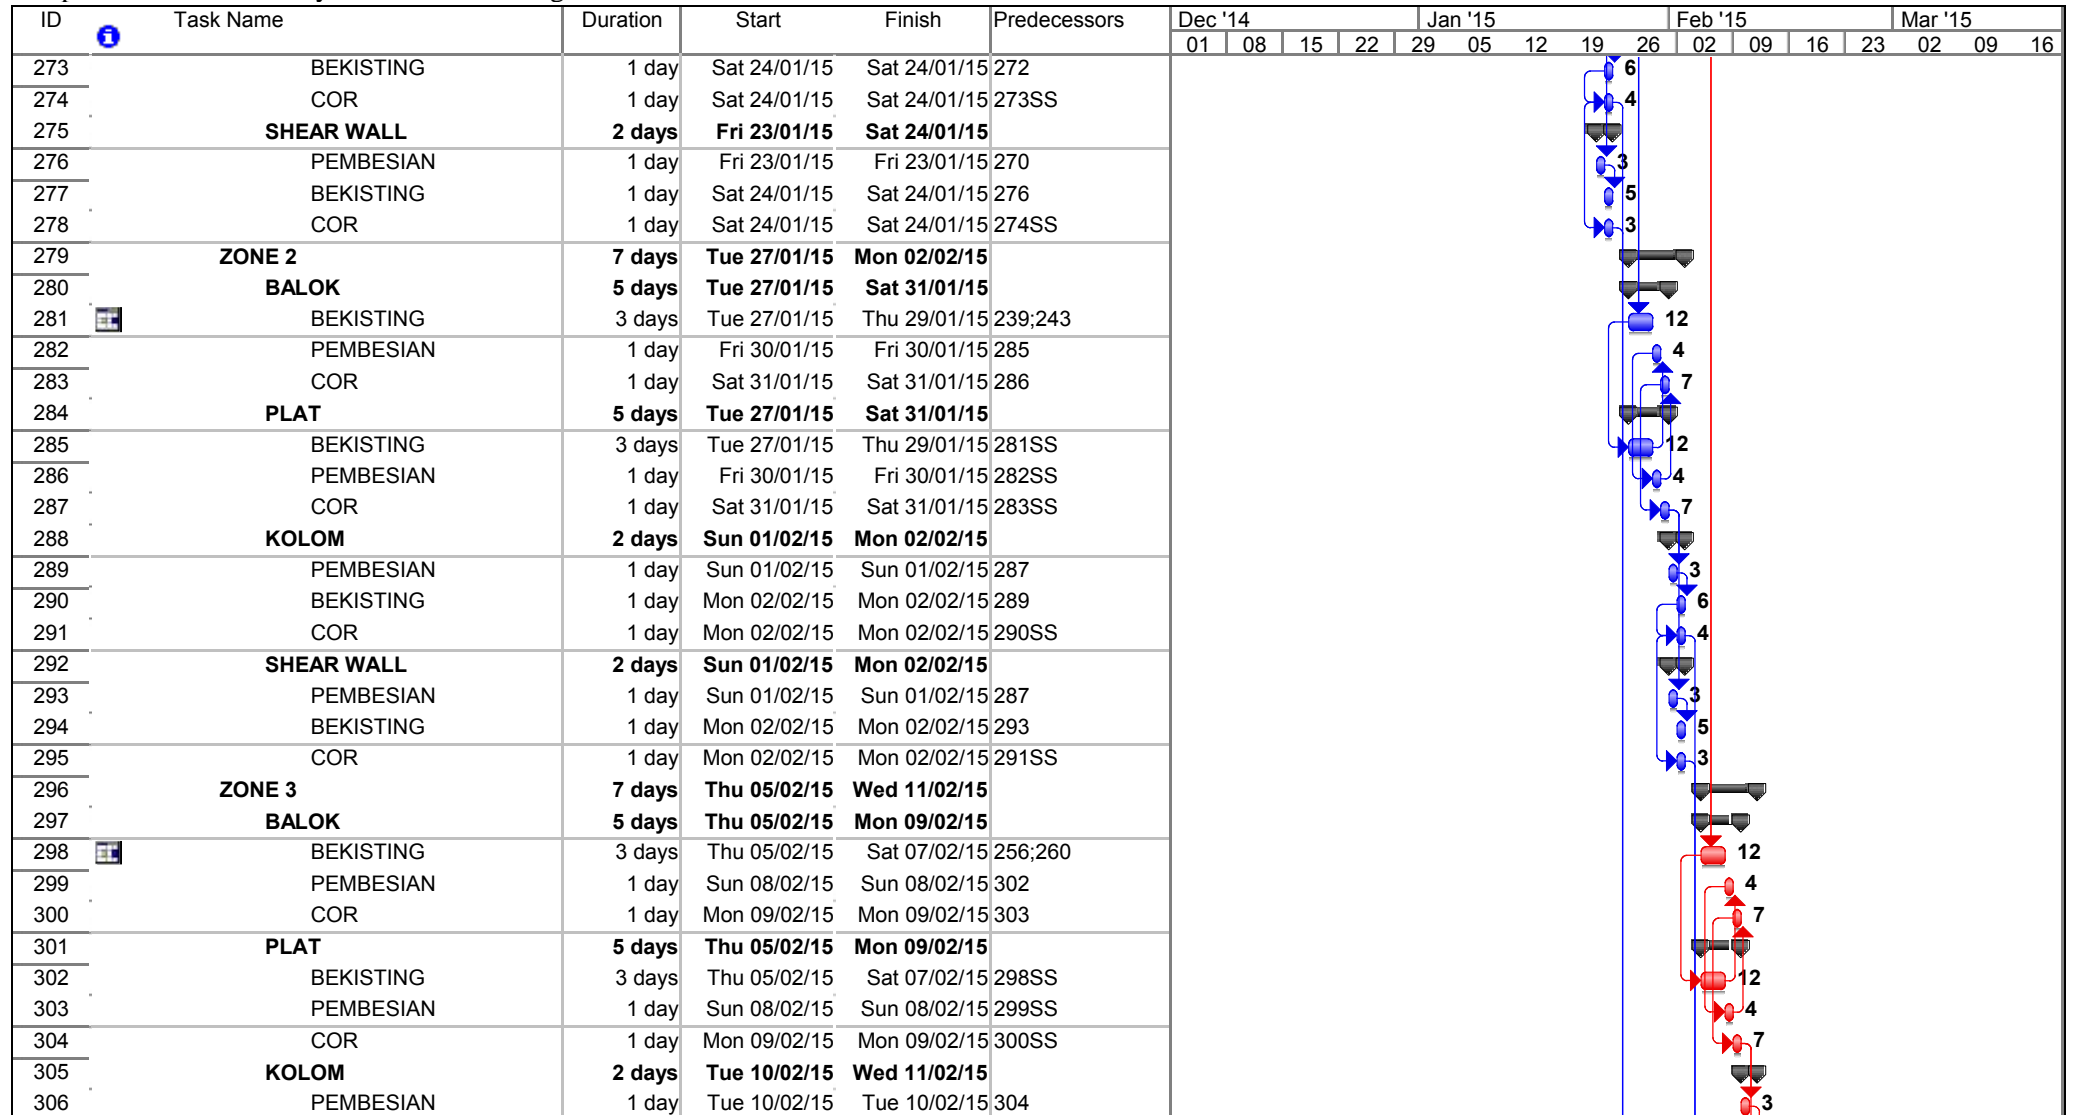 ID Task Name Duration Start Finish Predecessors Dec '14 Jan '15 Feb '15 Mar '15
01 08 15 22 29 05 12 19 26 02 09 16 23 02 09 16
273 BEKISTING 1 day Sat 24/01/15 Sat 24/01/15 272 6
274 COR 1 day Sat 24/01/15 Sat 24/01/15 273SS 4
275 SHEAR WALL 2 days Fri 23/01/15 Sat 24/01/15
276 PEMBESIAN 1 day Fri 23/01/15 Fri 23/01/15 270 3
277 BEKISTING 1 day Sat 24/01/15 Sat 24/01/15 276 5
278 COR 1 day Sat 24/01/15 Sat 24/01/15 274SS 3
279 ZONE 2 7 days Tue 27/01/15 Mon 02/02/15
280 BALOK 5 days Tue 27/01/15 Sat 31/01/15
281 BEKISTING 3 days Tue 27/01/15 Thu 29/01/15 239;243 12
282 PEMBESIAN 1 day Fri 30/01/15 Fri 30/01/15 285 4
283 COR 1 day Sat 31/01/15 Sat 31/01/15 286 7
284 PLAT 5 days Tue 27/01/15 Sat 31/01/15
285 BEKISTING 3 days Tue 27/01/15 Thu 29/01/15 281SS 12
286 PEMBESIAN 1 day Fri 30/01/15 Fri 30/01/15 282SS 4
287 COR 1 day Sat 31/01/15 Sat 31/01/15 283SS 7
288 KOLOM 2 days Sun 01/02/15 Mon 02/02/15
289 PEMBESIAN 1 day Sun 01/02/15 Sun 01/02/15 287 3
290 BEKISTING 1 day Mon 02/02/15 Mon 02/02/15 289 6
291 COR 1 day Mon 02/02/15 Mon 02/02/15 290SS 4
292 SHEAR WALL 2 days Sun 01/02/15 Mon 02/02/15
293 PEMBESIAN 1 day Sun 01/02/15 Sun 01/02/15 287 3
294 BEKISTING 1 day Mon 02/02/15 Mon 02/02/15 293 5
295 COR 1 day Mon 02/02/15 Mon 02/02/15 291SS 3
296 ZONE 3 7 days Thu 05/02/15 Wed 11/02/15
297 BALOK 5 days Thu 05/02/15 Mon 09/02/15
298 BEKISTING 3 days Thu 05/02/15 Sat 07/02/15 256;260 12
299 PEMBESIAN 1 day Sun 08/02/15 Sun 08/02/15 302 4
300 COR 1 day Mon 09/02/15 Mon 09/02/15 303 7
301 PLAT 5 days Thu 05/02/15 Mon 09/02/15
302 BEKISTING 3 days Thu 05/02/15 Sat 07/02/15 298SS 12
303 PEMBESIAN 1 day Sun 08/02/15 Sun 08/02/15 299SS 4
304 COR 1 day Mon 09/02/15 Mon 09/02/15 300SS 7
305 KOLOM 2 days Tue 10/02/15 Wed 11/02/15
306 PEMBESIAN 1 day Tue 10/02/15 Tue 10/02/15 304 3